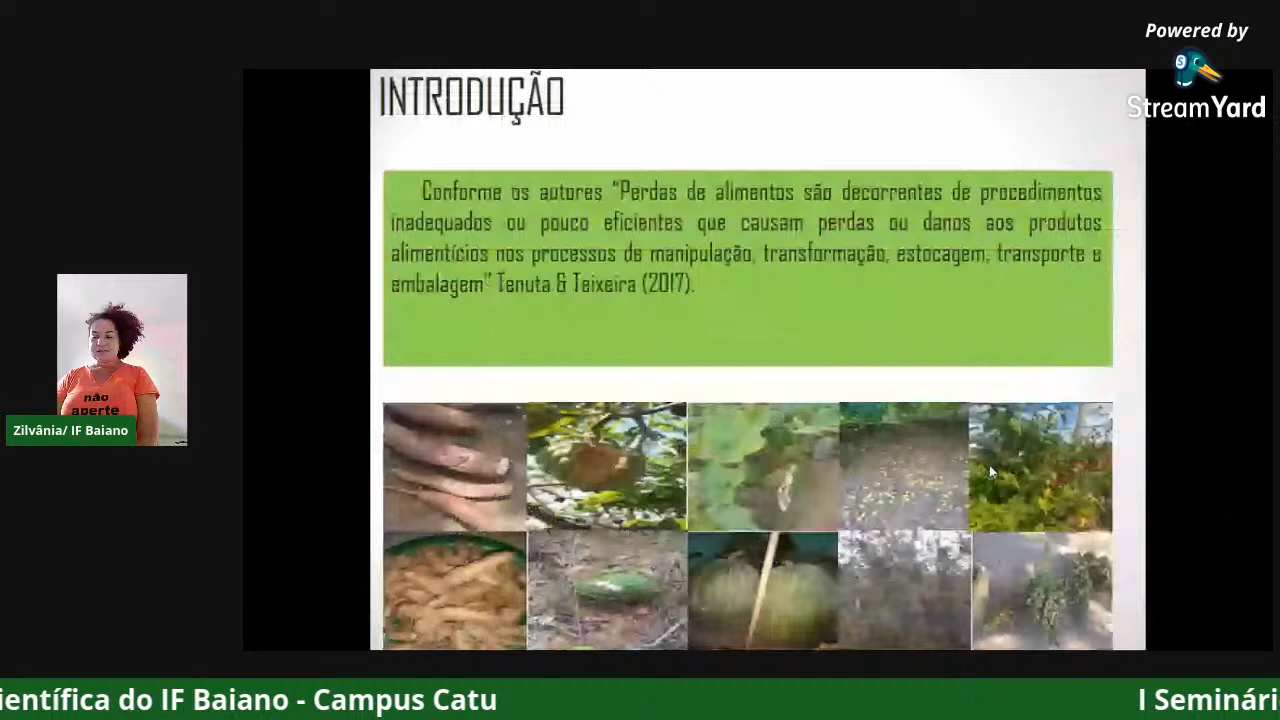 Powered by
StreamYard
INTRODUÇÃO
Conforme os autores "Perdas de alimentos são decorrentes de procedimentos
inadequados ou pouco eficientes que causam perdas ou danos aos produtos
alimentícios nos processos de manipulação, transformação, estocagem, transporte e
embalagem" Tenuta & Teixeira (2017).
não
aperte
Zilvânia/ IF Baiano
ientífica do IF Baiano - Campus Catu
I Seminári